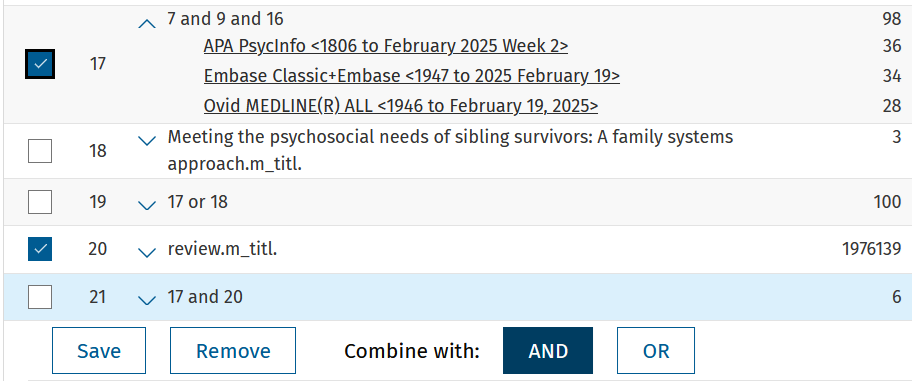 7 and 9 and 16 98
APA PsycInfo <1806 to February 2025 Week 2> 36
17 Embase Classic+Embase <1947 to 2025 February 19> 34
Ovid MEDLINE(R) ALL <1946 to February 19, 2025> 28
18 Meeting the psychosocial needs of sibling survivors: A family systems 3
approach.m_titl.
19 17 or 18 100
20 review.m_titl. 1976139
21 17 and 20 6
Save Remove Combine with: AND OR